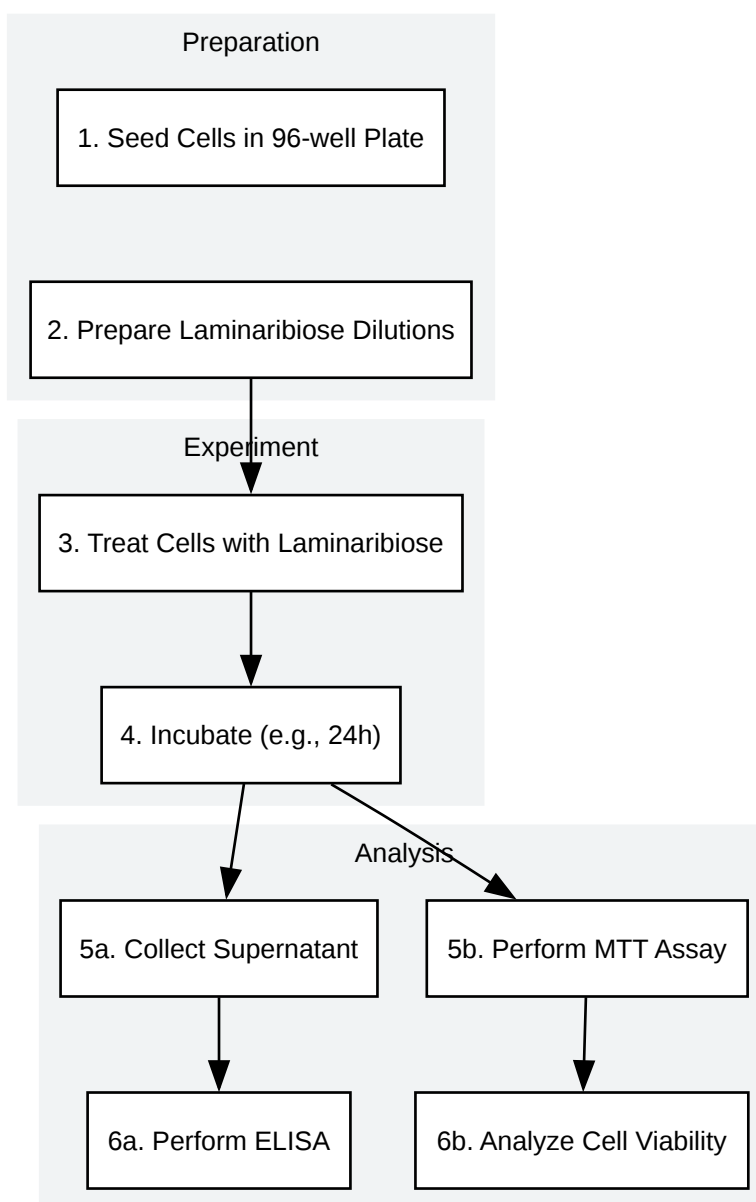 Preparation
1. Seed Cells in 96-well Plate
2. Prepare Laminaribiose Dilutions
Experiment
3. Treat Cells with Laminaribiose
4. Incubate (e.g., 24h)
Analysis
5a. Collect Supernatant
5b. Perform MTT Assay
6a. Perform ELISA
6b. Analyze Cell Viability